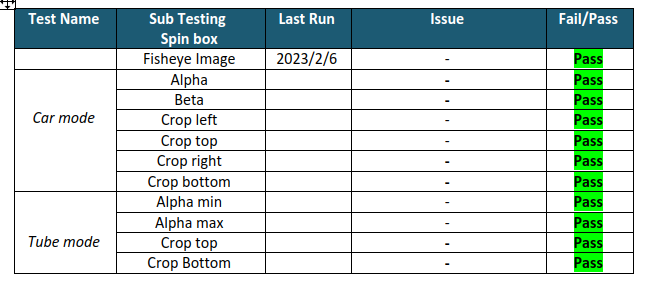 Test Name Sub Testing Spin box Last Run Issue Fail/Pass
Fisheye Image 2023/2/6 - Pass
Car mode Alpha - Pass
Beta - Pass
Crop left - Pass
Crop top - Pass
Crop right - Pass
Crop bottom - Pass
Tube mode Alpha min - Pass
Alpha max - Pass
Crop top - Pass
Crop Bottom - Pass